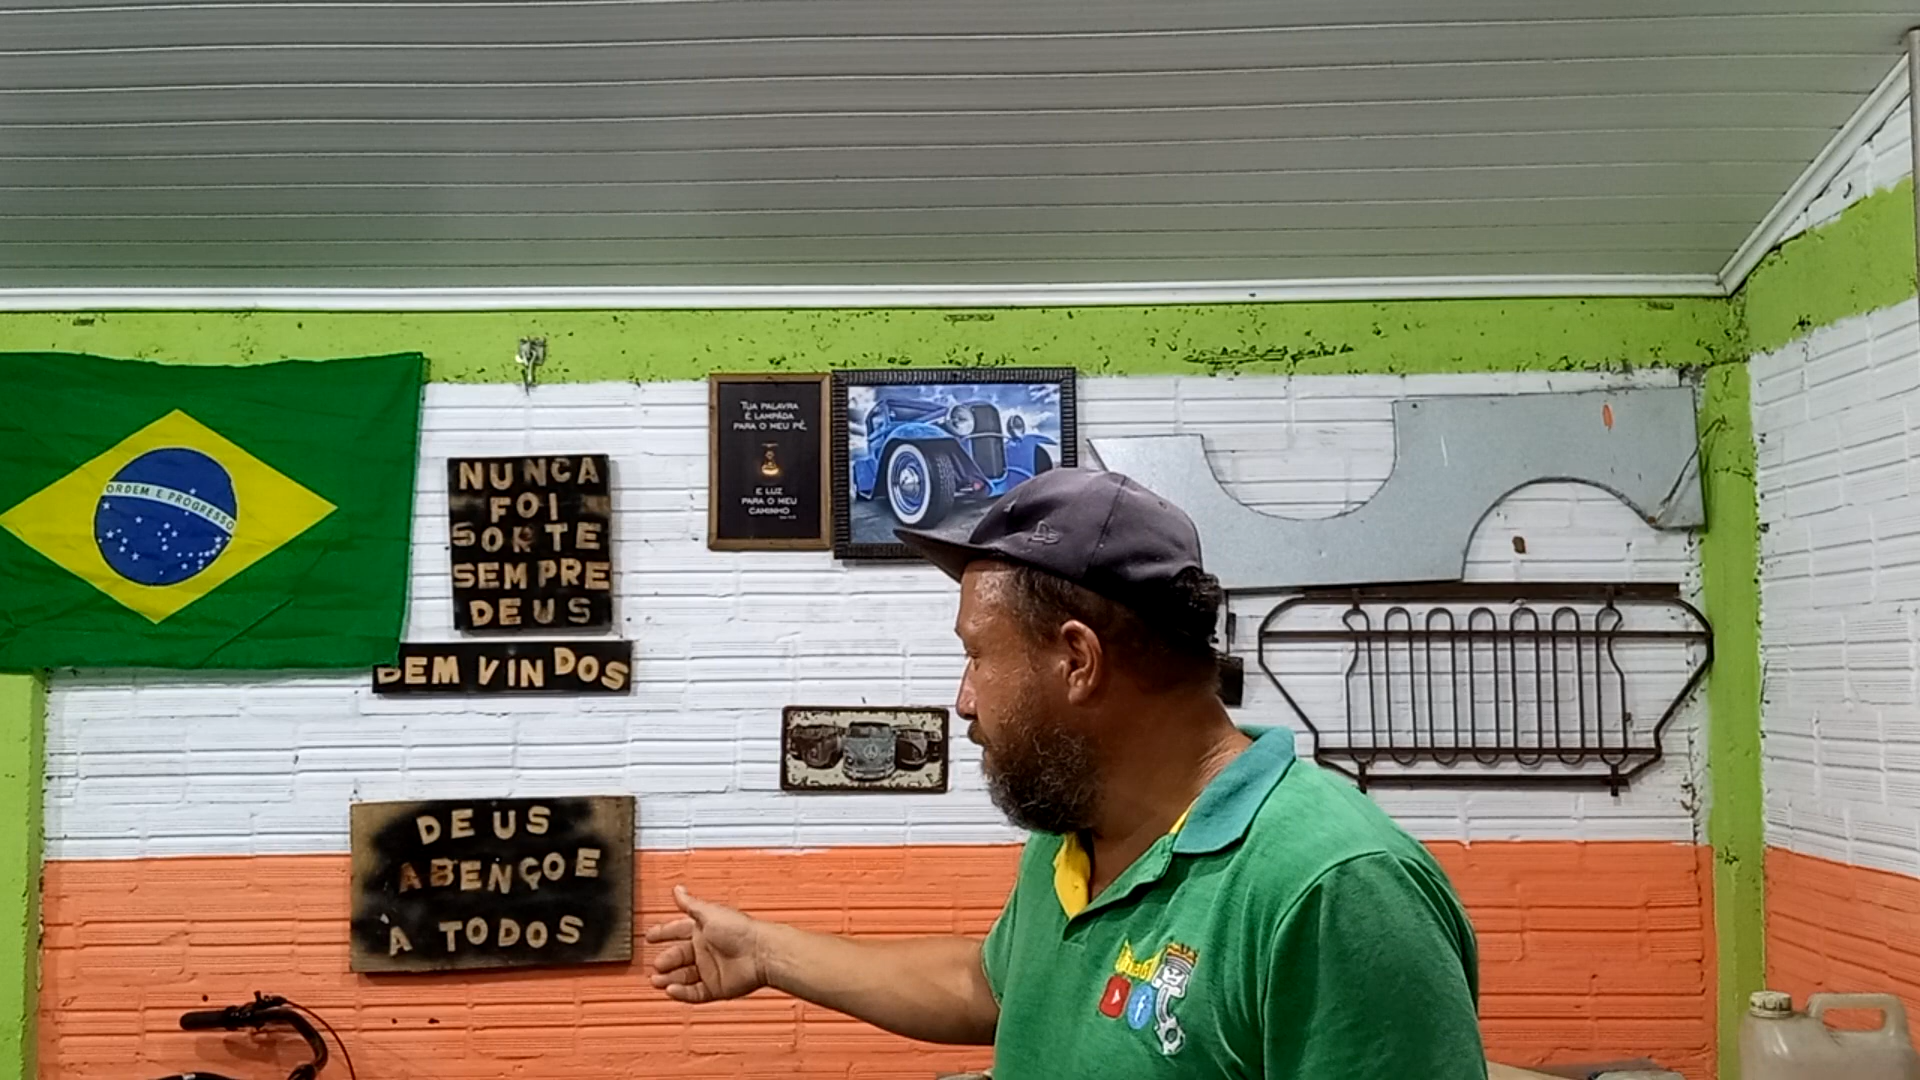 ORDEM E PROGRESSO
NUNCA
FOI
SORTE
SEMPRE
DEUS
BEM VINDOS
TUA PALAVRA
É LAMPÂDA
PARA O MEU PÉ,
E LUZ
PARA O MEU
CAMINHO
DEUS
ABENÇOE
À TODOS